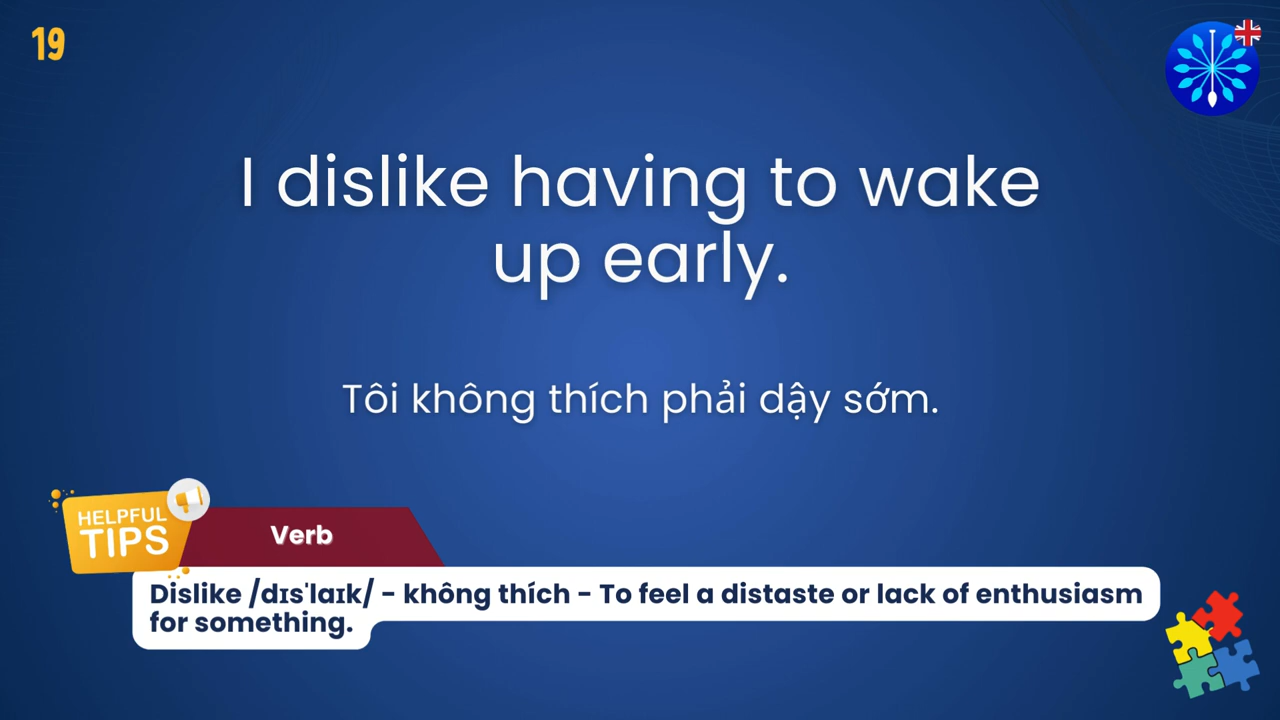 19
I dislike having to wake
up early.
Tôi không thích phải dậy sớm.
HELPFUL
TIPS
Verb
Dislike /dɪsˈlaɪk/ - không thích - To feel a distaste or lack of enthusiasm
for something.